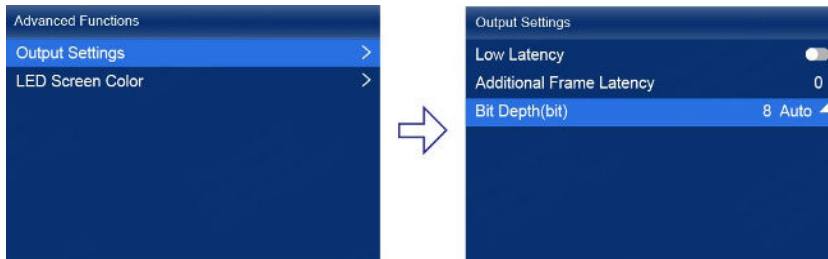 Advanced Functions
Output Settings
LED Screen Color
Output Settings
Low Latency
Additional Frame Latency 0
Bit Depth(bit) 8 Auto